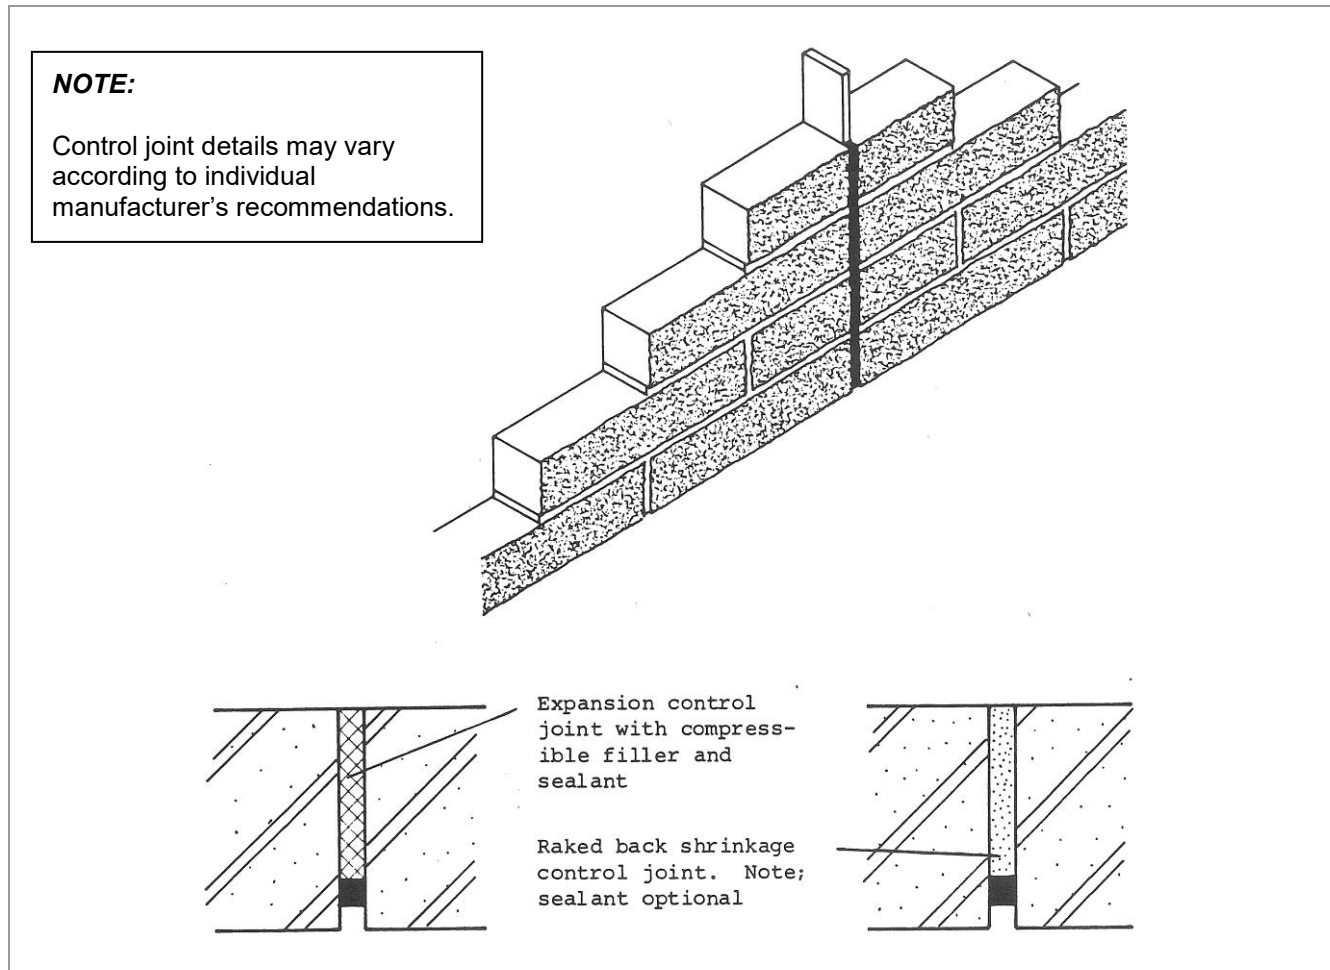 NOTE:
Control joint details may vary
according to individual
manufacturer’s recommendations.
Expansion control
joint with compress-
ible filler and
sealant
Raked back shrinkage
control joint. Note;
sealant optional